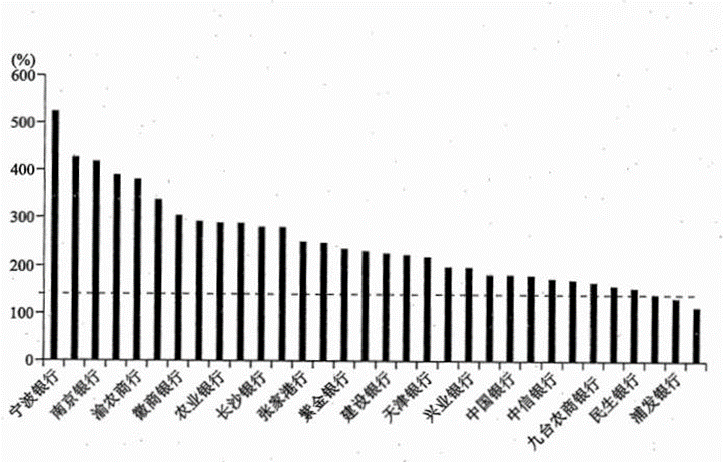 (%)
600
500
400
300
200
100
0
宁波银行
南京银行
渝农商行
徽商银行
农业银行
长沙银行
张家港行
紫金银行
建设银行
天津银行
兴业银行
中国银行
中信银行
九台农商银行
民生银行
浦发银行